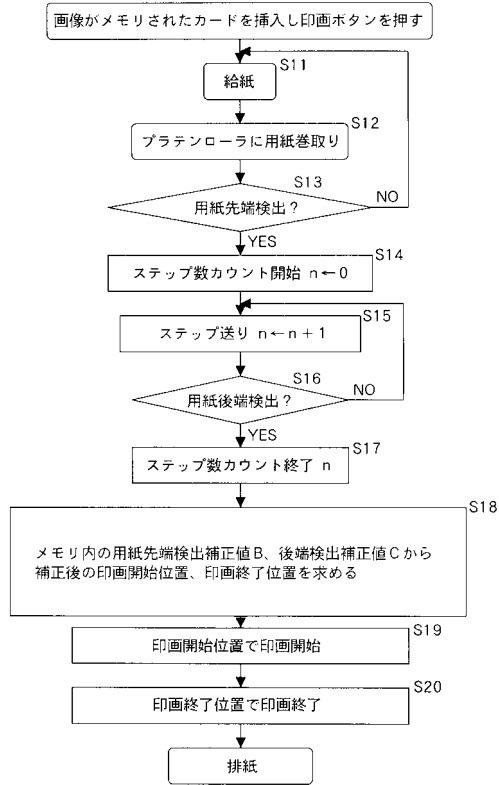 画像がメモリされたカードを挿入し印画ボタンを押す
S11
給紙
S12
プラテンローラに用紙巻取り
S13
用紙先端検出？
NO
YES
S14
ステップ数カウント開始 n←0
S15
ステップ送り n←n+1
S16
用紙後端検出？
NO
YES
S17
ステップ数カウント終了 n
S18
メモリ内の用紙先端検出補正値B、後端検出補正値Cから
補正後の印画開始位置、印画終了位置を求める
S19
印画開始位置で印画開始
S20
印画終了位置で印画終了
排紙